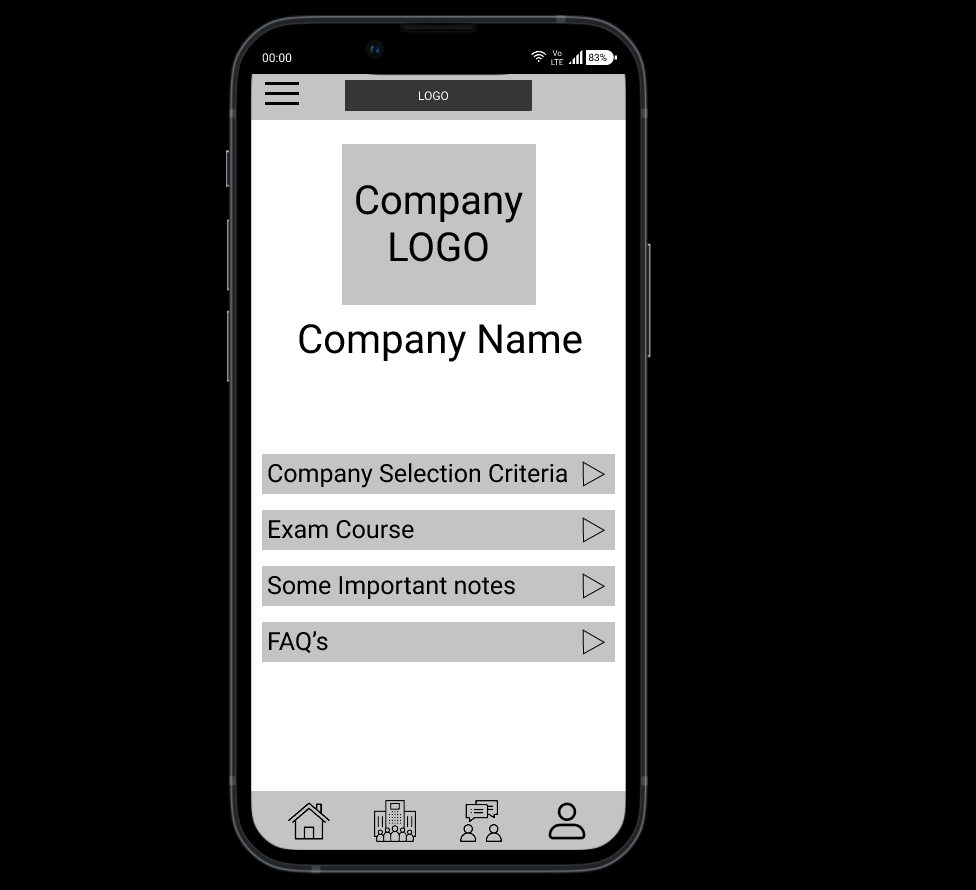 00:00
Vo
LTE
83%
LOGO
Company
LOGO
Company Name
Company Selection Criteria
Exam Course
Some Important notes
FAQ’s